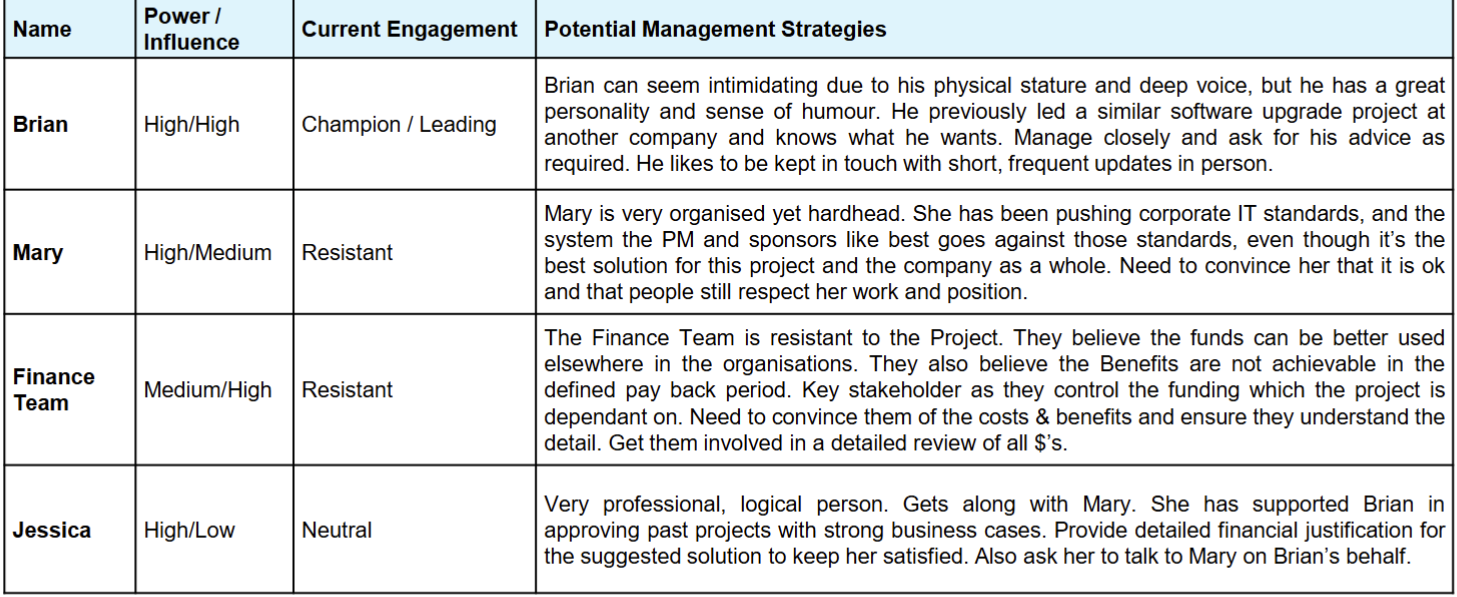 Name
Power /
Influence
Current Engagement
Potential Management Strategies
Brian
High/High
Champion / Leading
Brian can seem intimidating due to his physical stature and deep voice, but he has a great
personality and sense of humour. He previously led a similar software upgrade project at
another company and knows what he wants. Manage closely and ask for his advice as
required. He likes to be kept in touch with short, frequent updates in person.
Mary
High/Medium
Resistant
Mary is very organised yet hardhead. She has been pushing corporate IT standards, and the
system the PM and sponsors like best goes against those standards, even though it's the
best solution for this project and the company as a whole. Need to convince her that it is ok
and that people still respect her work and position.
Finance
Team
Medium/High
Resistant
The Finance Team is resistant to the Project. They believe the funds can be better used
elsewhere in the organisations. They also believe the Benefits are not achievable in the
defined pay back period. Key stakeholder as they control the funding which the project is
dependant on. Need to convince them of the costs & benefits and ensure they understand the
detail. Get them involved in a detailed review of all $'s.
Jessica
High/Low
Neutral
Very professional, logical person. Gets along with Mary. She has supported Brian in
approving past projects with strong business cases. Provide detailed financial justification for
the suggested solution to keep her satisfied. Also ask her to talk to Mary on Brian's behalf.